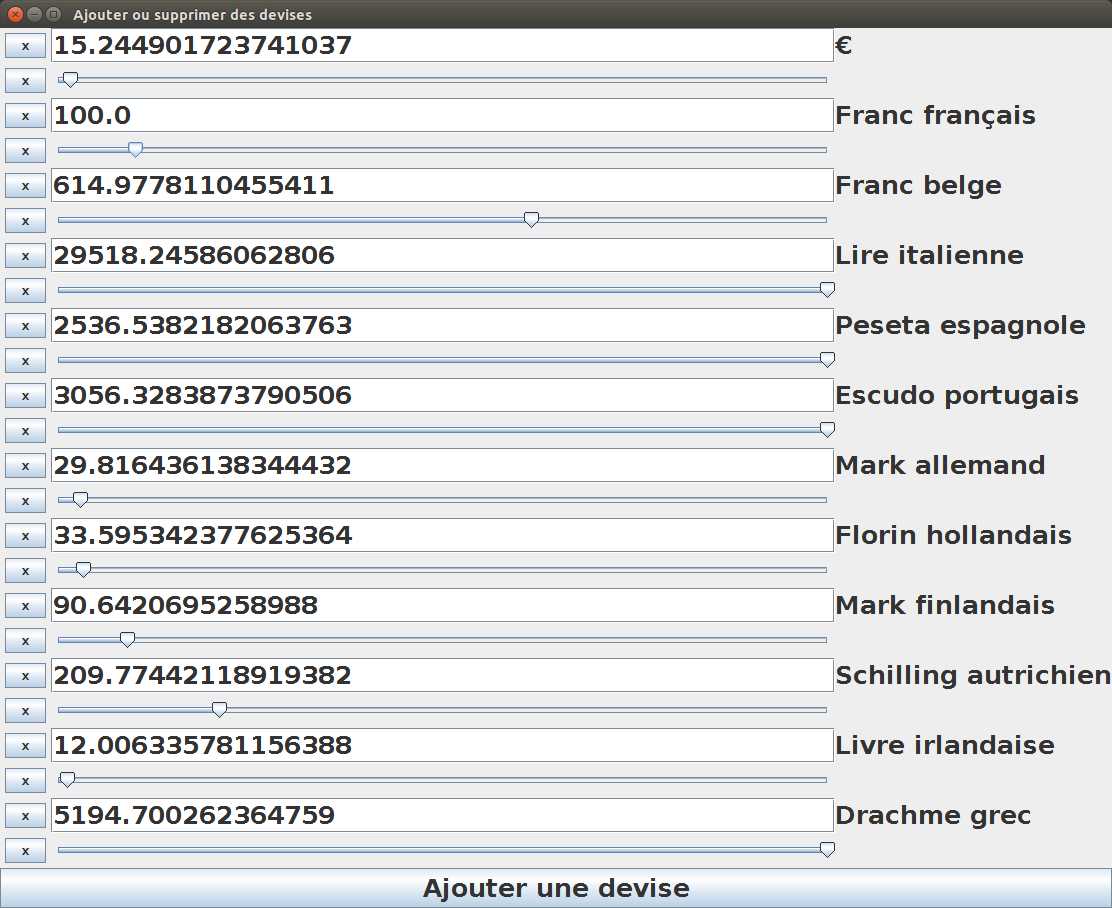 Ajouter ou supprimer des devises
x 15.244901723741037 €
x
x 100.0 Franc français
x
x 614.9778110455411 Franc belge
x
x 29518.24586062806 Lire italienne
x
x 2536.5382182063763 Peseta espagnole
x
x 3056.3283873790506 Escudo portugais
x
x 29.816436138344432 Mark allemand
x
x 33.595342377625364 Florin hollandais
x
x 90.6420695258988 Mark finlandais
x
x 209.77442118919382 Schilling autrichien
x
x 12.006335781156388 Livre irlandaise
x
x 5194.700262364759 Drachme grec
x
Ajouter une devise